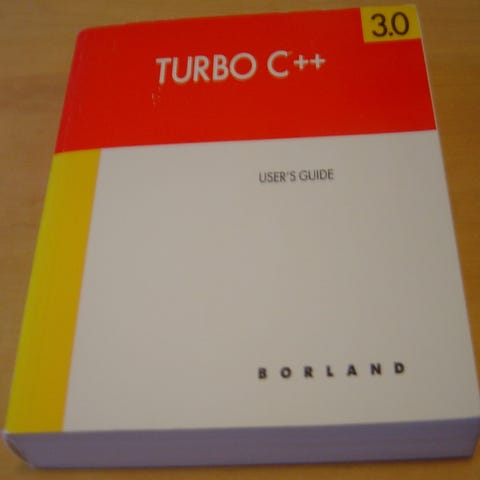 3.0
TURBO C++
USER'S GUIDE
BORLAND